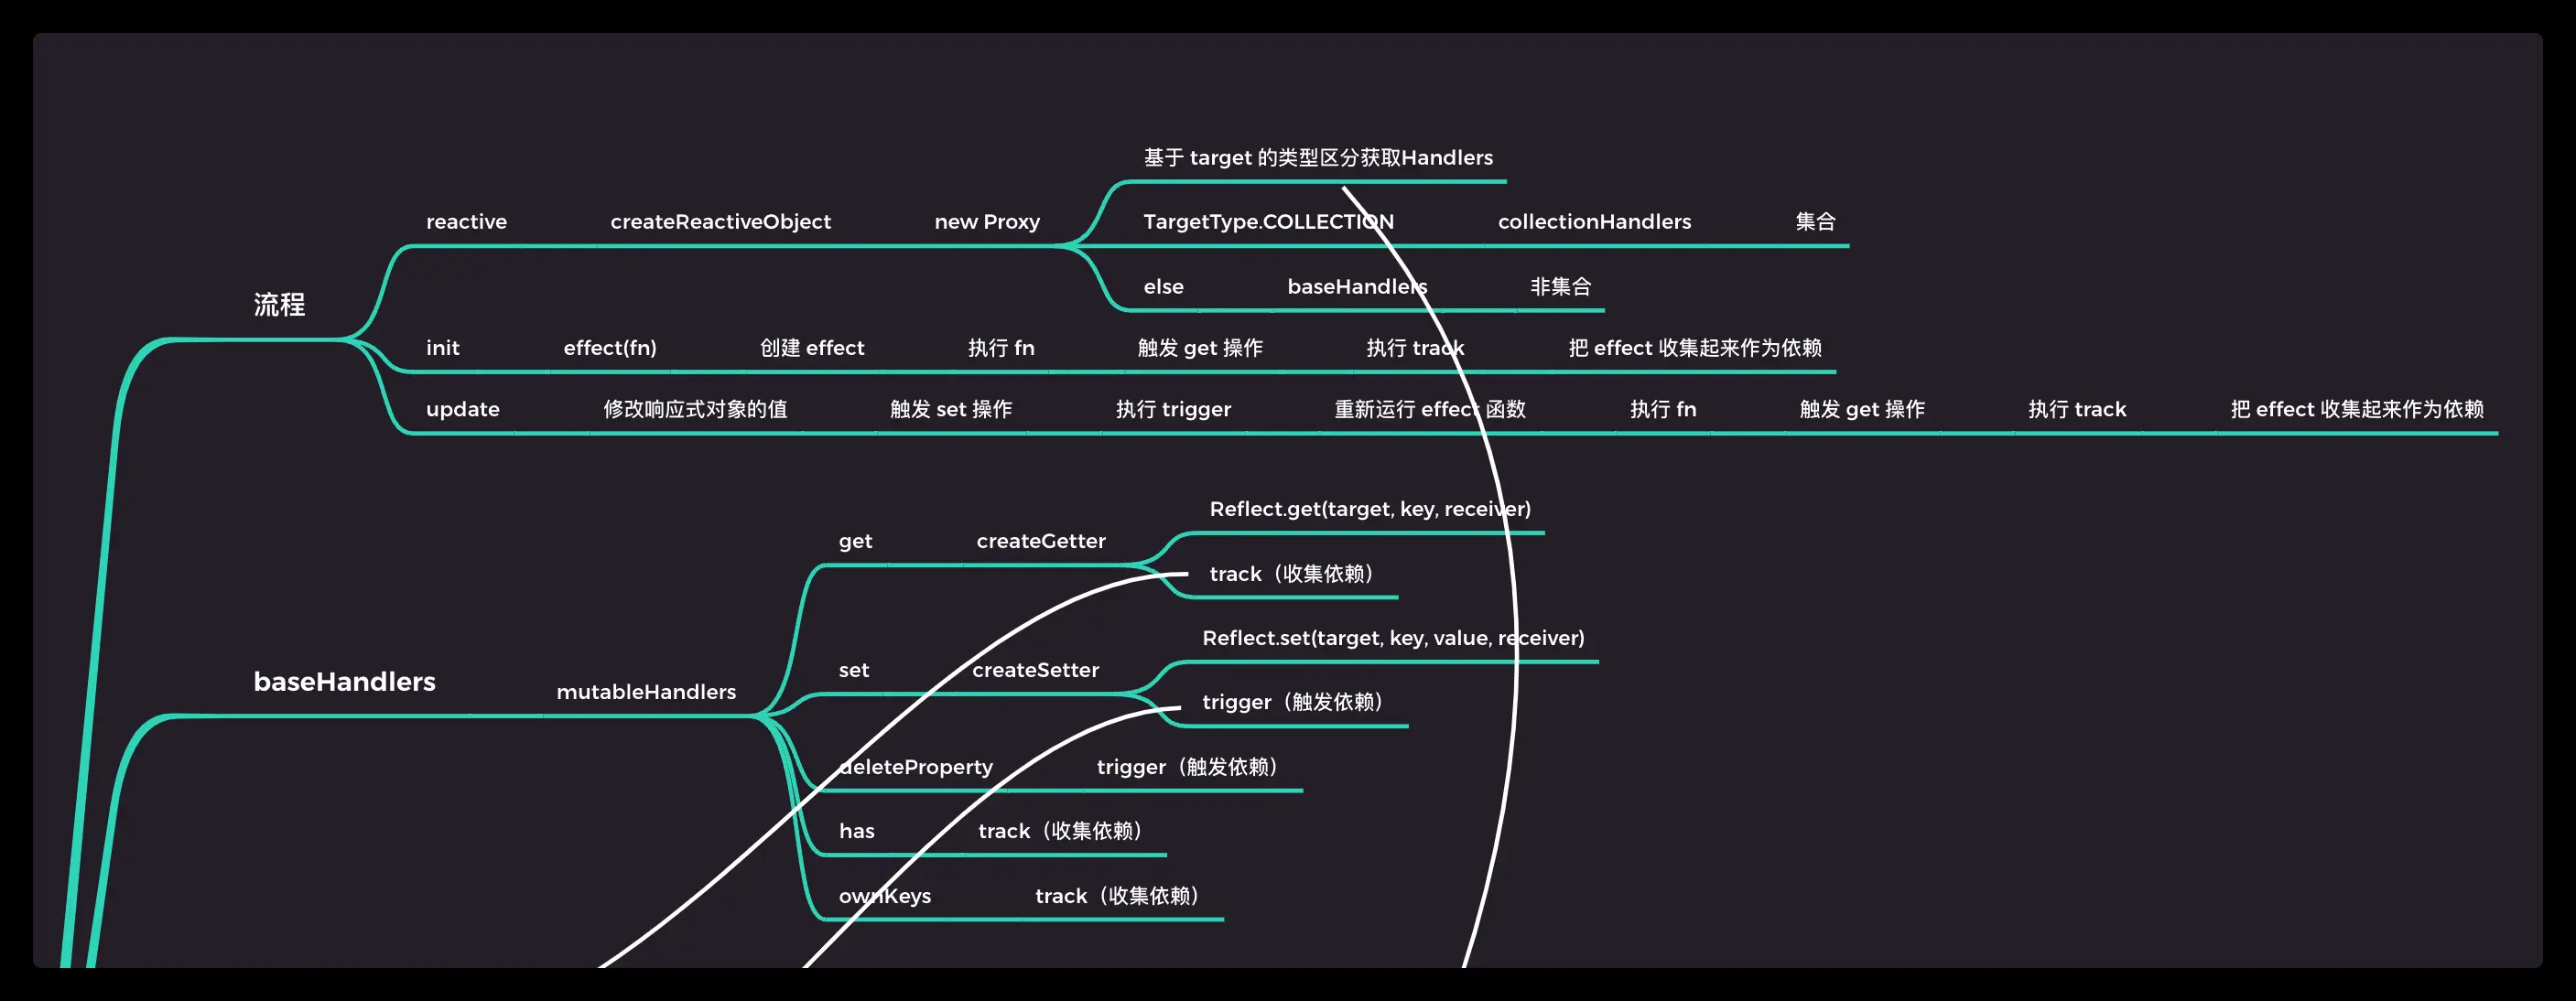 基于 target 的类型区分获取Handlers
reactive createReactiveObject new Proxy TargetType.COLLECTION collectionHandlers 集合
else baseHandlers 非集合
流程
init effect(fn) 创建 effect 执行 fn 触发 get 操作 执行 track 把 effect 收集起来作为依赖
update 修改响应式对象的值 触发 set 操作 执行 trigger 重新运行 effect 函数 执行 fn 触发 get 操作 执行 track 把 effect 收集起来作为依赖
Reflect.get(target, key, receiver)
get createGetter
track（收集依赖）
Reflect.set(target, key, value, receiver)
set createSetter
baseHandlers mutableHandlers
trigger（触发依赖）
deleteProperty trigger（触发依赖）
has track（收集依赖）
ownKeys track（收集依赖）